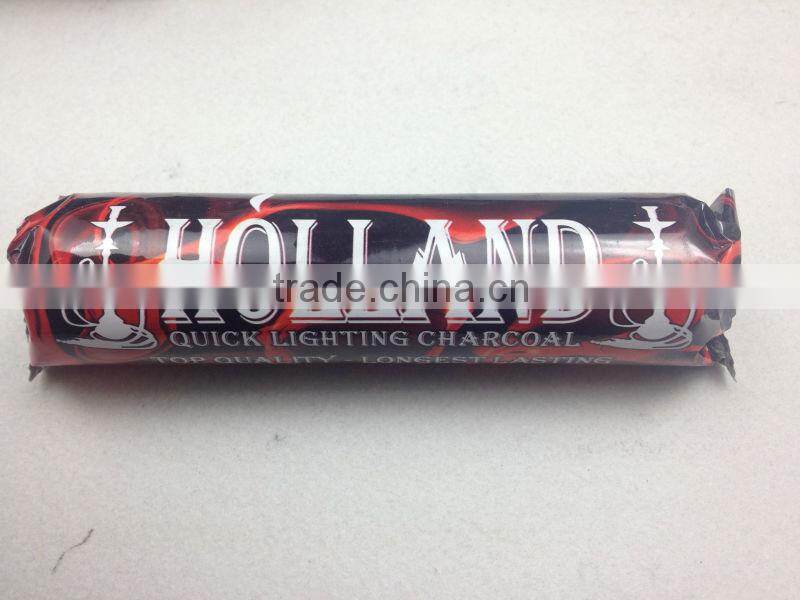 HÓLLAND
trade.china.cn
QUICK LIGHTING CHARCOAL
TOP QUALITY - LONGEST LASTING